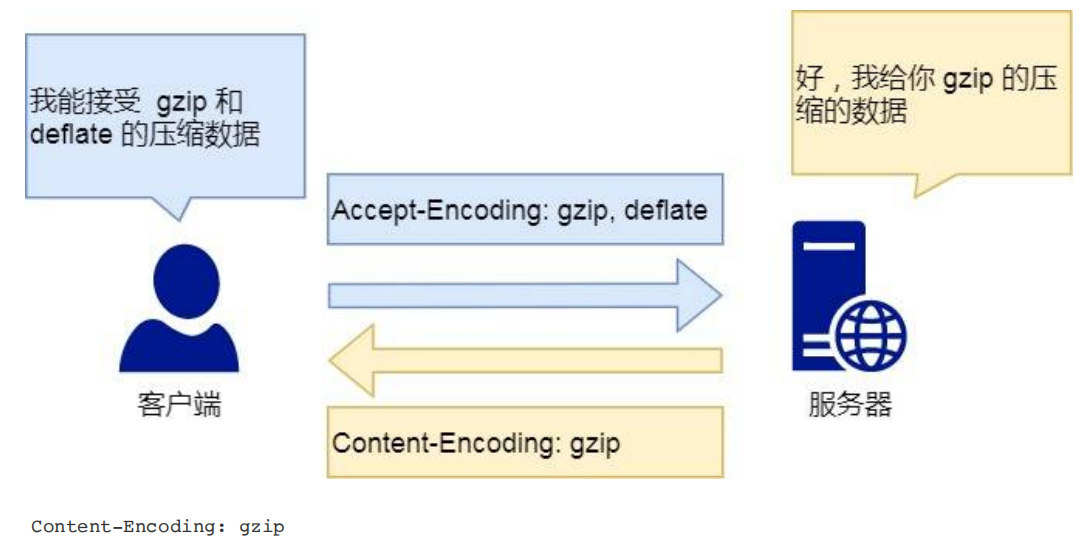 我能接受 gzip 和
deflate 的压缩数据
好，我给你 gzip 的压
缩的数据
Accept-Encoding: gzip, deflate
客户端
服务器
Content-Encoding: gzip
Content-Encoding: gzip